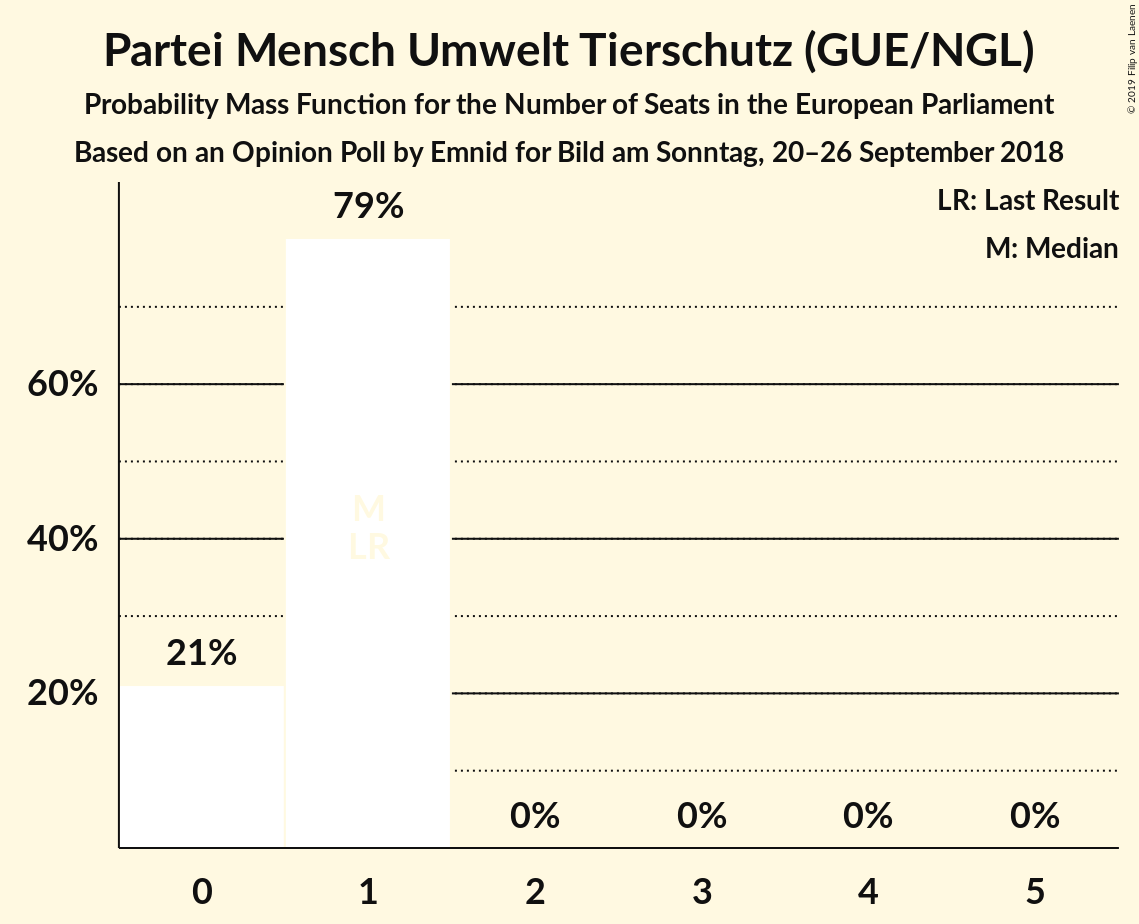 Partei Mensch Umwelt Tierschutz (GUE/NGL)
Probability Mass Function for the Number of Seats in the European Parliament
Based on an Opinion Poll by Emnid for Bild am Sonntag, 20–26 September 2018
© 2019 Filip van Laenen
LR: Last Result
M: Median
79%
60%
M
40%
LR
21%
20%
0% 0% 0% 0%
0 1 2 3 4 5